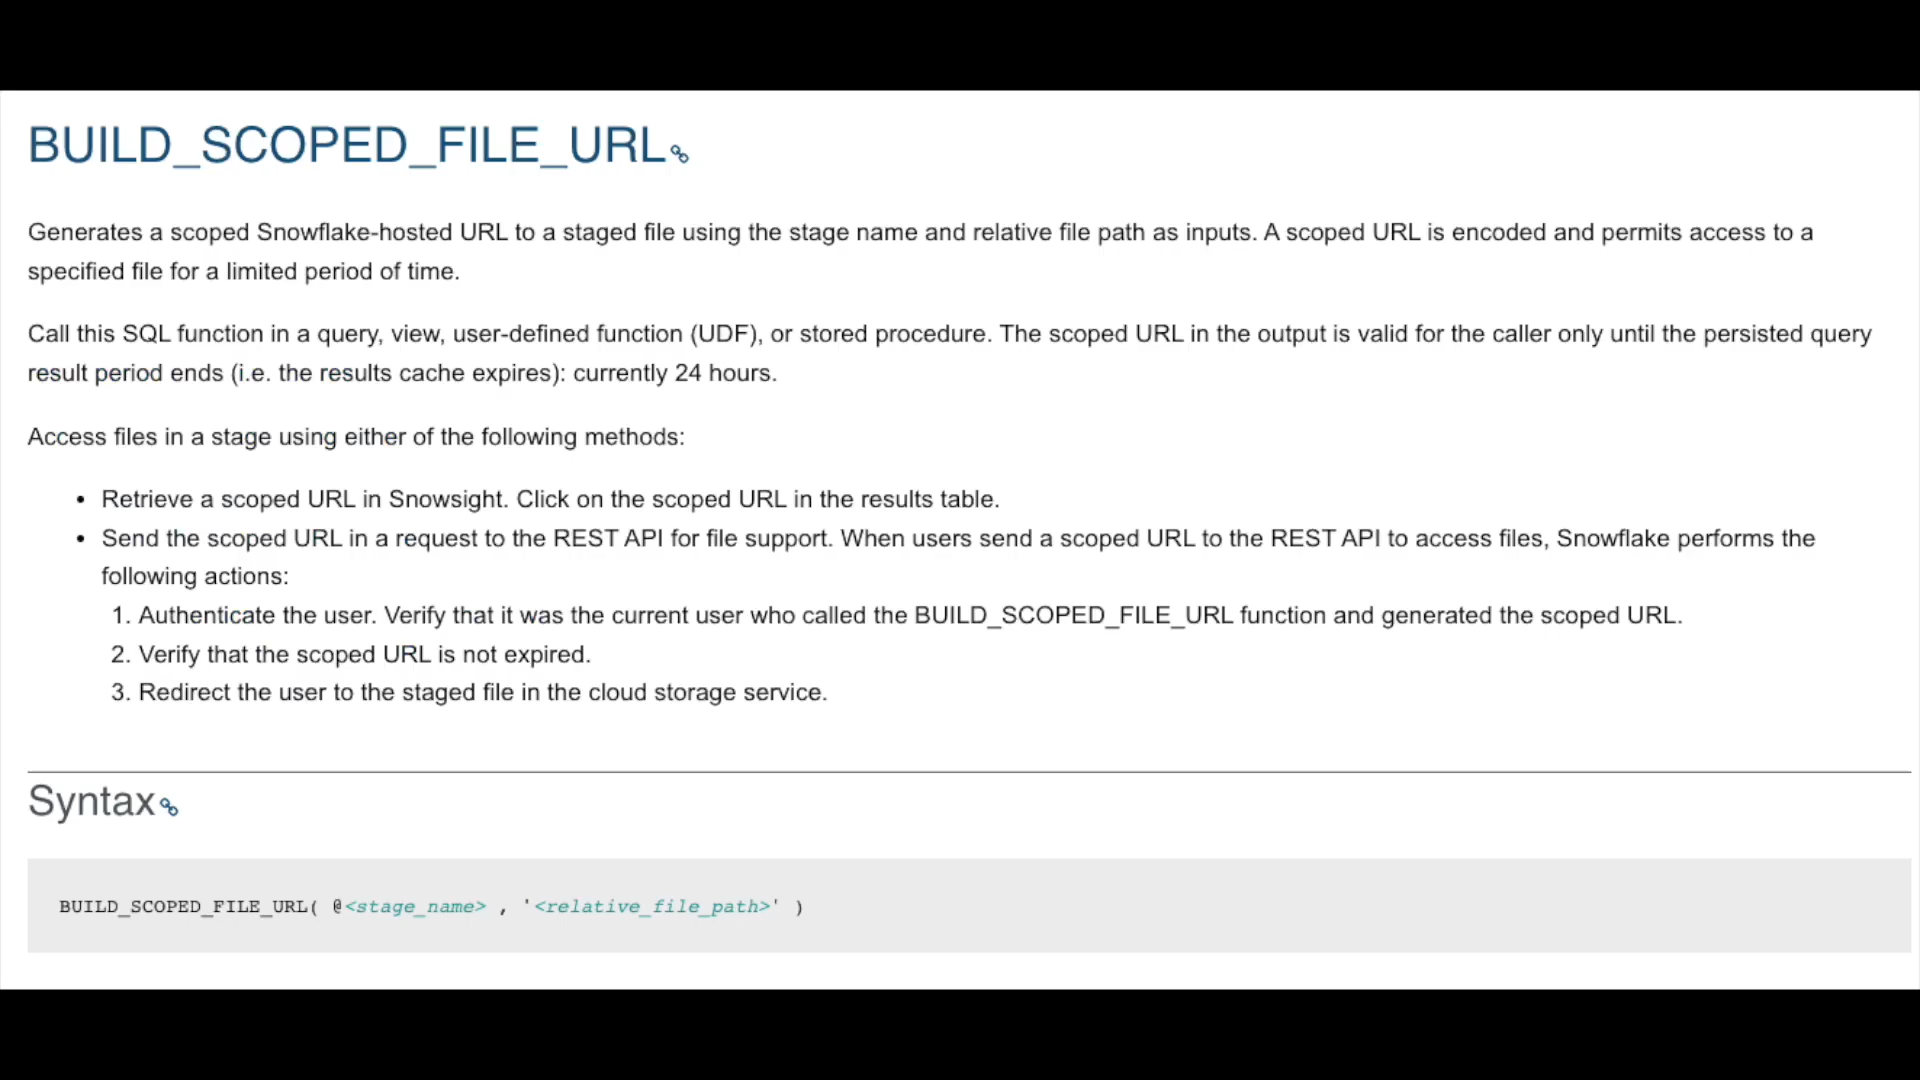 BUILD_SCOPED_FILE_URL
Generates a scoped Snowflake-hosted URL to a staged file using the stage name and relative file path as inputs. A scoped URL is encoded and permits access to a
specified file for a limited period of time.
Call this SQL function in a query, view, user-defined function (UDF), or stored procedure. The scoped URL in the output is valid for the caller only until the persisted query
result period ends (i.e. the results cache expires): currently 24 hours.
Access files in a stage using either of the following methods:
• Retrieve a scoped URL in Snowsight. Click on the scoped URL in the results table.
• Send the scoped URL in a request to the REST API for file support. When users send a scoped URL to the REST API to access files, Snowflake performs the
following actions:
1. Authenticate the user. Verify that it was the current user who called the BUILD_SCOPED_FILE_URL function and generated the scoped URL.
2. Verify that the scoped URL is not expired.
3. Redirect the user to the staged file in the cloud storage service.
Syntax
BUILD_SCOPED_FILE_URL( @<stage_name> , '<relative_file_path>' )